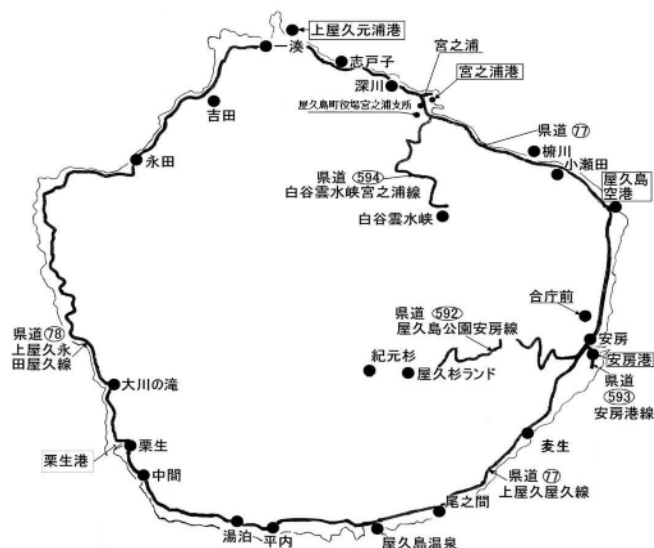 上屋久元浦港
一湊
志戸子
宮之浦
宮之浦港
深川
屋久島町役場宮之浦支所
吉田
県道 77
永田
楠川
小瀬田
県道 594
白谷雲水峡宮之浦線
屋久島
空港
白谷雲水峡
合庁前
県道 592
屋久島公園安房線
県道 78
上屋久永
田屋久線
安房
紀元杉
屋久杉ランド
安房港
大川の滝
県道
593
安房港線
栗生港
栗生
麦生
中間
県道 77
上屋久屋久線
尾之間
湯泊
平内
屋久島温泉